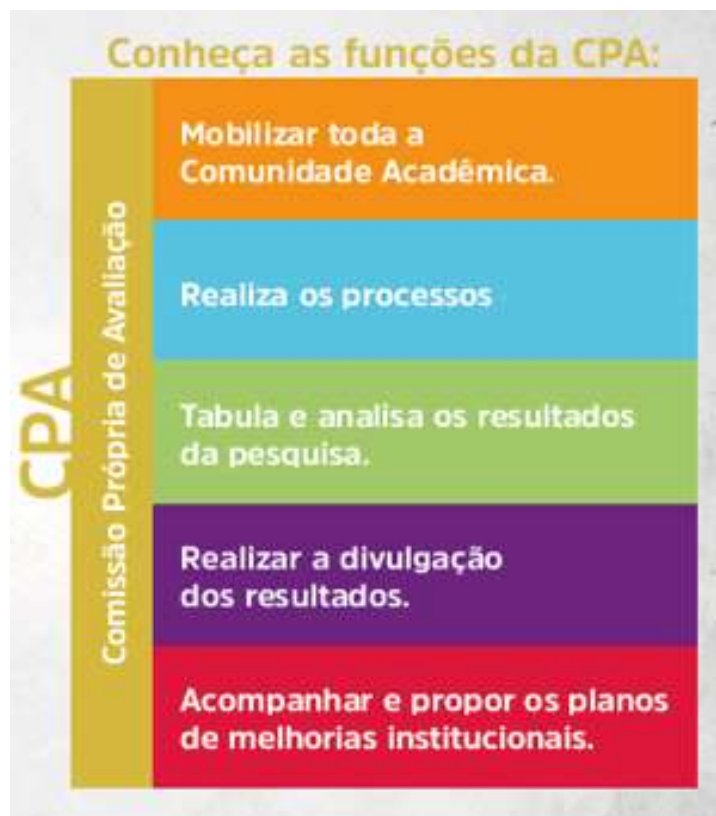 Conheça as funções da CPA:
CPA
Comissão Própria de Avaliação
Mobilizar toda a
Comunidade Acadêmica.
Realiza os processos
Tabula e analisa os resultados
da pesquisa.
Realizar a divulgação
dos resultados.
Acompanhar e propor os planos
de melhorias institucionais.